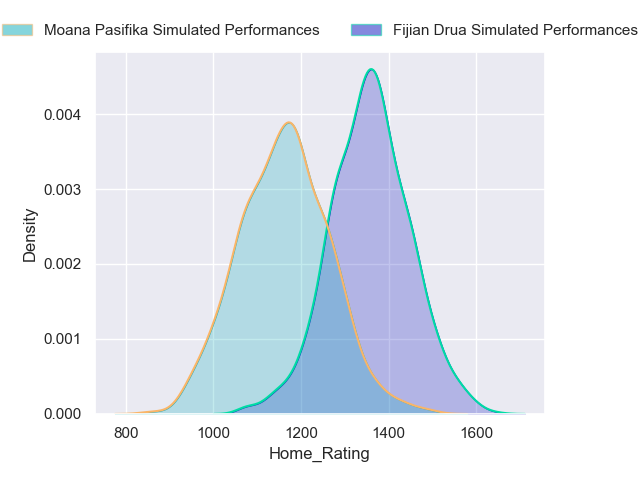 Moana Pasifika Simulated Performances Fijian Drua Simulated Performances
0.004
0.003
0.002
0.001
0.000
Density
800 1000 1200 1400 1600
Home_Rating